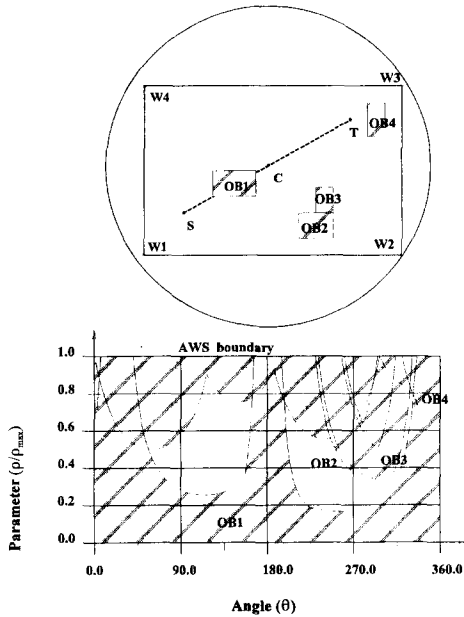 W4
W3
OB4
T
C
OB1
OB3
S
OB2
W1
W2
AWS boundary
1.0
0.8
0.6
0.4
0.2
0.0
OB4
OB2
OB3
OB1
0.0
90.0
180.0
270.0
360.0
Parameter (ρ/ρmax)
Angle (θ)